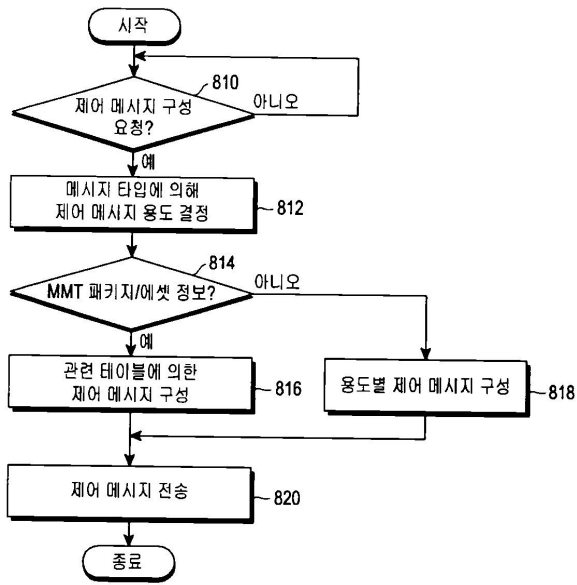 시작
810
제어 메시지 구성
요청?
아니오
예
메시지 타입에 의해
제어 메시지 용도 결정
812
814
MMT 패키지/에셋 정보?
아니오
예
관련 테이블에 의한
제어 메시지 구성
816
용도별 제어 메시지 구성
818
제어 메시지 전송
820
종료